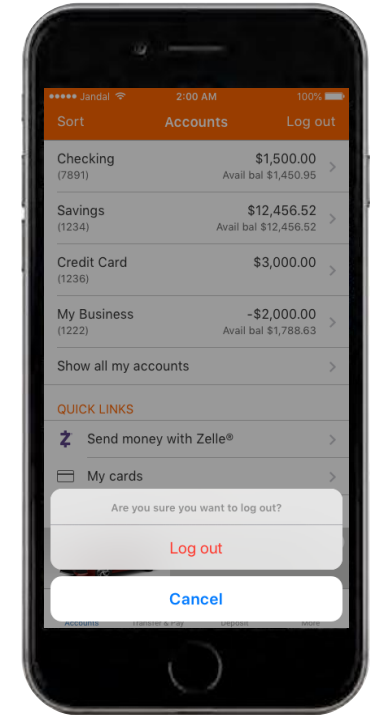 Jandal
2:00 AM
100%
Sort
Accounts
Log out
Checking
$1,500.00
(7891)
Avail bal $1,450.95
Savings
$12,456.52
(1234)
Avail bal $12,456.52
Credit Card
$3,000.00
(1236)
My Business
-$2,000.00
(1222)
Avail bal $1,788.63
Show all my accounts
QUICK LINKS
Send money with Zelle®
My cards
Are you sure you want to log out?
Log out
Cancel
Accounts
Transfer & Pay
Deposit
More